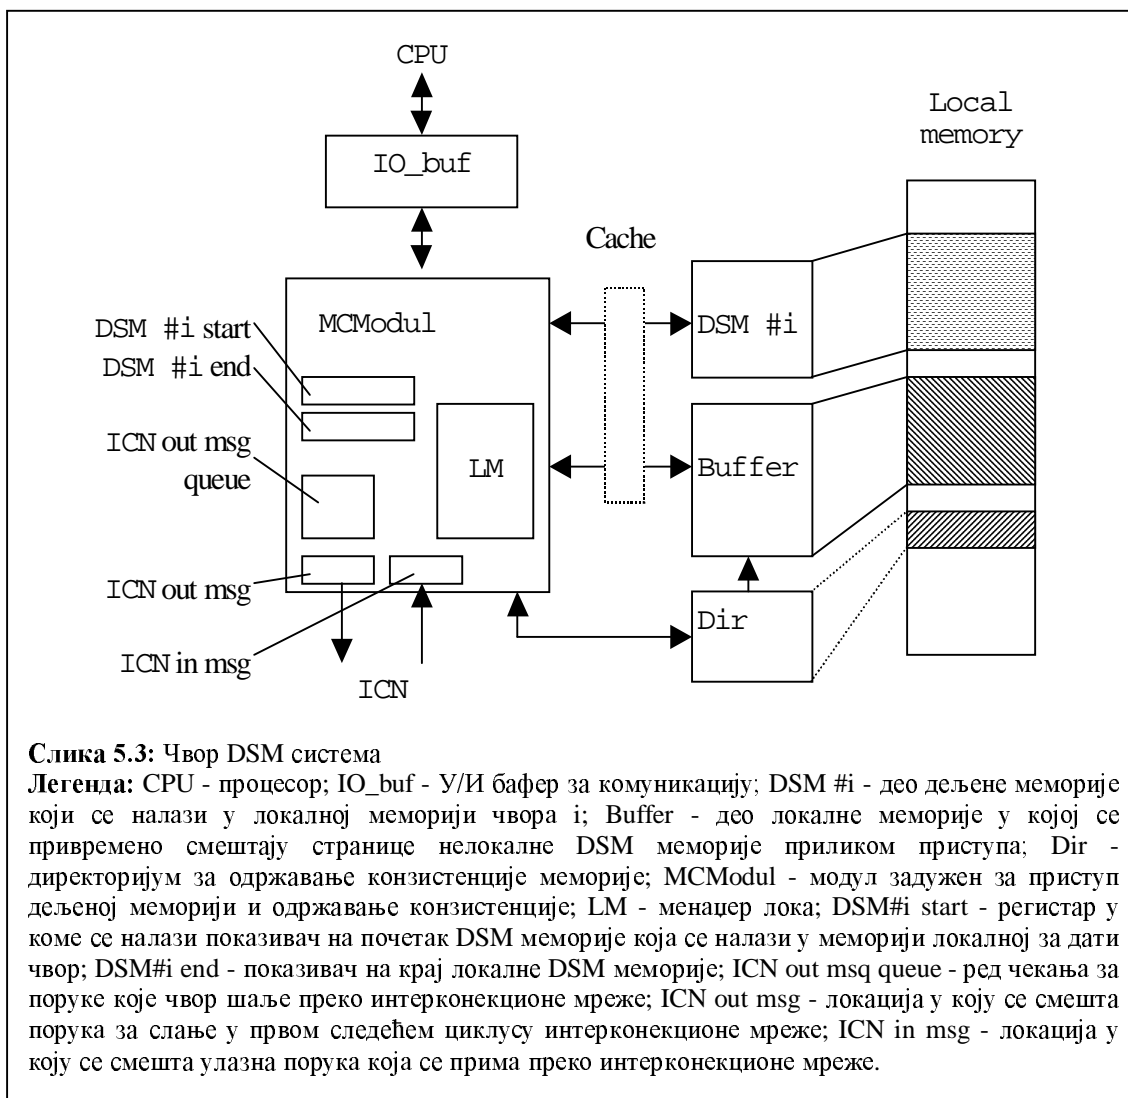 CPU
Local
memory
IO_buf
Cache
MCModul
DSM #i
DSM #i start
DSM #i end
ICN out msg
queue
LM
Buffer
ICN out msg
Dir
ICN in msg
ICN
Слика 5.3: Чвор DSM система
Легенда: CPU - процесор; IO_buf - У/И бафер за комуникацију; DSM #i - део дељене меморије
који се налази у локалној меморији чвора i; Buffer - део локалне меморије у којој се
привремено смештају странице нелокалне DSM меморије приликом приступа; Dir -
директоријум за одржавање конзистенције меморије; MCModul - модул задужен за приступ
дељеној меморији и одржавање конзистенције; LM - менаџер лока; DSM#i start - регистар у
коме се налази показивач на почетак DSM меморије која се налази у меморији локалној за дати
чвор; DSM#i end - показивач на крај локалне DSM меморије; ICN out msq queue - ред чекања за
поруке које чвор шаље преко интерконекционе мреже; ICN out msg - локација у коју се смешта
порука за слање у првом следећем циклусу интерконекционе мреже; ICN in msg - локација у
коју се смешта улазна порука која се прима преко интерконекционе мреже.